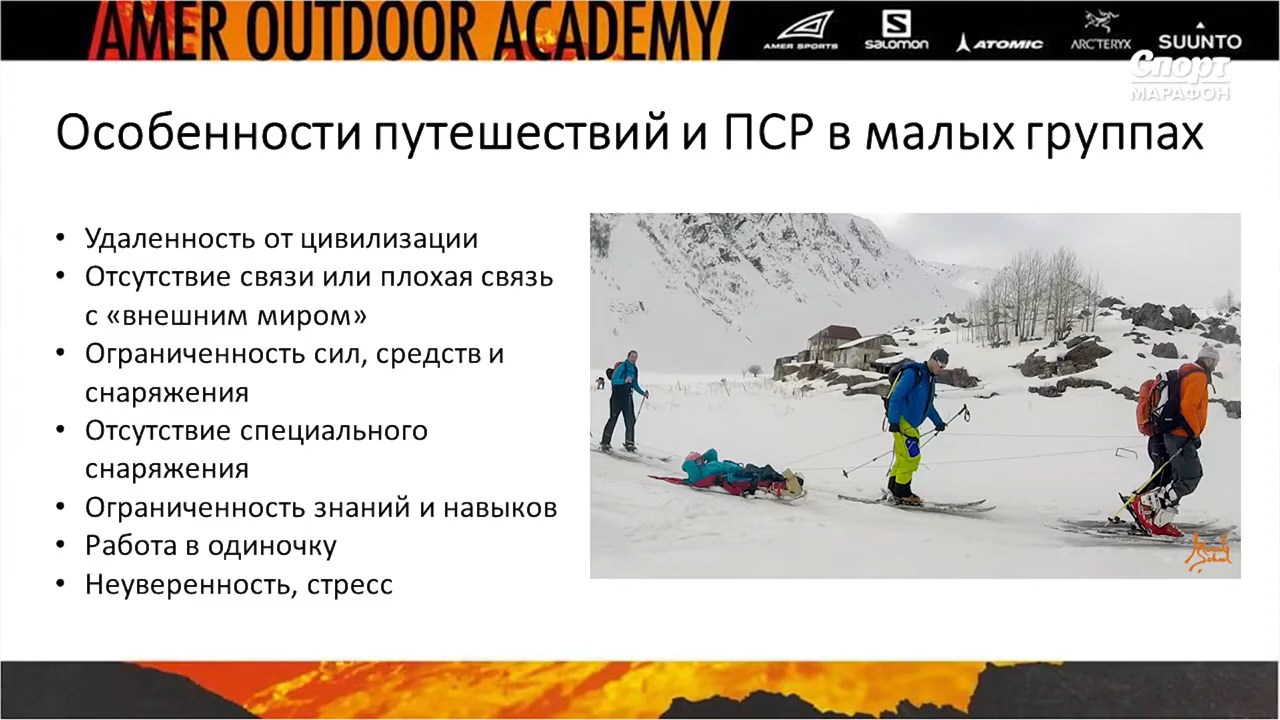 AMER OUTDOOR ACADEMY
AMER SPORTS
SALOMON
ATOMIC
ARC'TERYX
SUUNTO
Спорт
МАРАФОН
Особенности путешествий и ПСР в малых группах
• Удаленность от цивилизации
• Отсутствие связи или плохая связь
с «внешним миром»
• Ограниченность сил, средств и
снаряжения
• Отсутствие специального
снаряжения
• Ограниченность знаний и навыков
• Работа в одиночку
• Неуверенность, стресс
School